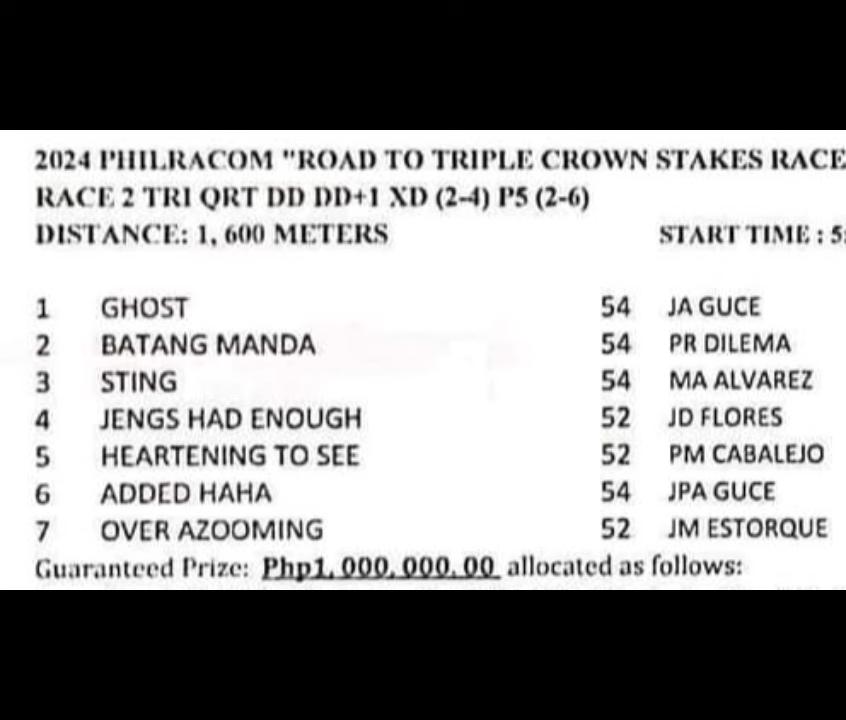 2024 PHILRACOM "ROAD TO TRIPLE CROWN STAKES RACE
RACE 2 TRI QRT DD DD+1 XD (2-4) P5 (2-6)
DISTANCE: 1, 600 METERS START TIME : 5:
1 GHOST 54 JA GUCE
2 BATANG MANDA 54 PR DILEMA
3 STING 54 MA ALVAREZ
4 JENGS HAD ENOUGH 52 JD FLORES
5 HEARTENING TO SEE 52 PM CABALEJO
6 ADDED HAHA 54 JPA GUCE
7 OVER AZOOMING 52 JM ESTORQUE
Guaranteed Prize: Php1, 000, 000. 00 allocated as follows: